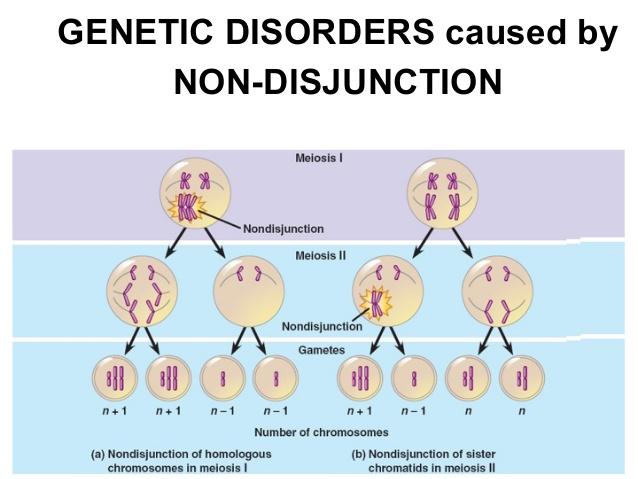 GENETIC DISORDERS caused by
NON-DISJUNCTION
Meiosis I
Nondisjunction
Meiosis II
Nondisjunction
Gametes
n + 1 n + 1 n – 1 n – 1 n + 1 n – 1 n n
Number of chromosomes
(a) Nondisjunction of homologous
chromosomes in meiosis I
(b) Nondisjunction of sister
chromatids in meiosis II